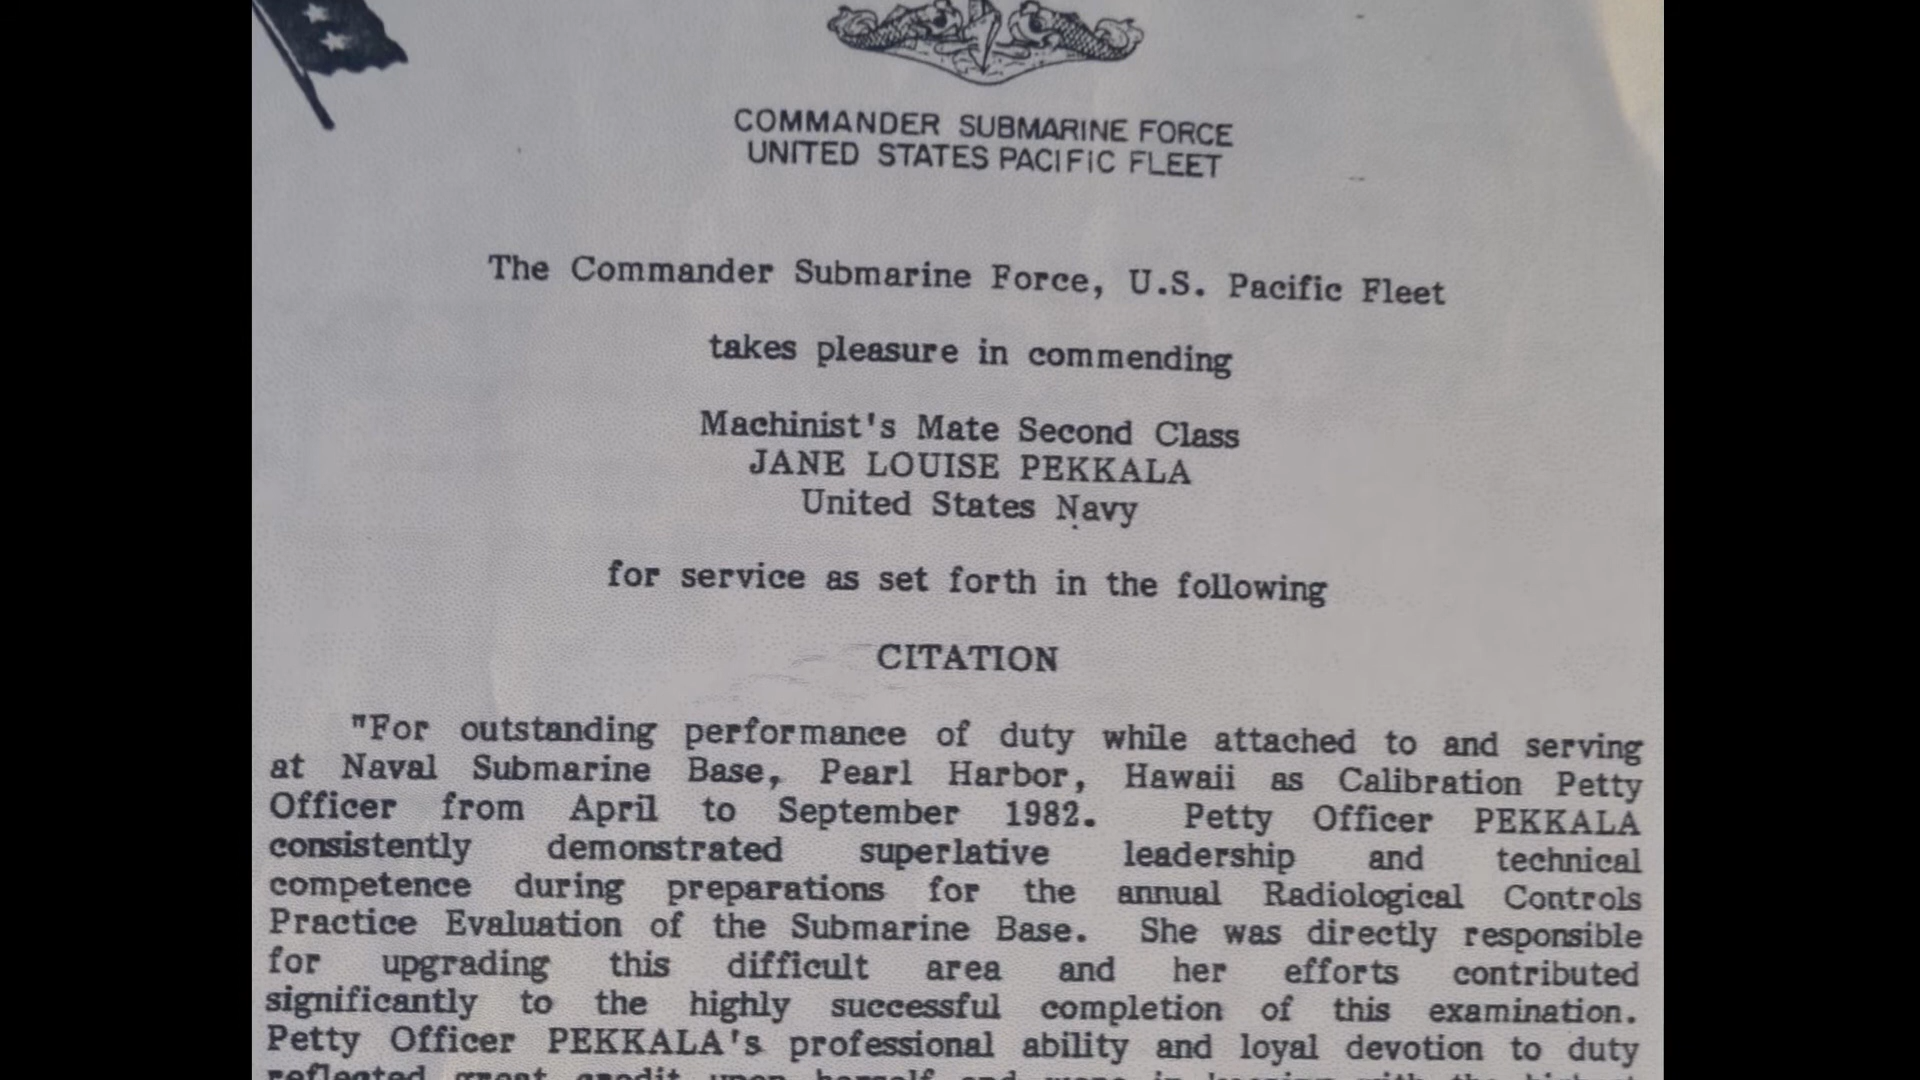 COMMANDER SUBMARINE FORCE
UNITED STATES PACIFIC FLEET
The Commander Submarine Force, U.S. Pacific Fleet
takes pleasure in commending
Machinist's Mate Second Class
JANE LOUISE PEKKALA
United States Navy
for service as set forth in the following
CITATION
"For outstanding performance of duty while attached to and serving
at Naval Submarine Base, Pearl Harbor, Hawaii as Calibration Petty
Officer from April to September 1982. Petty Officer PEKKALA
consistently demonstrated superlative leadership and technical
competence during preparations for the annual Radiological Controls
Practice Evaluation of the Submarine Base. She was directly responsible
for upgrading this difficult area and her efforts contributed
significantly to the highly successful completion of this examination.
Petty Officer PEKKALA's professional ability and loyal devotion to duty